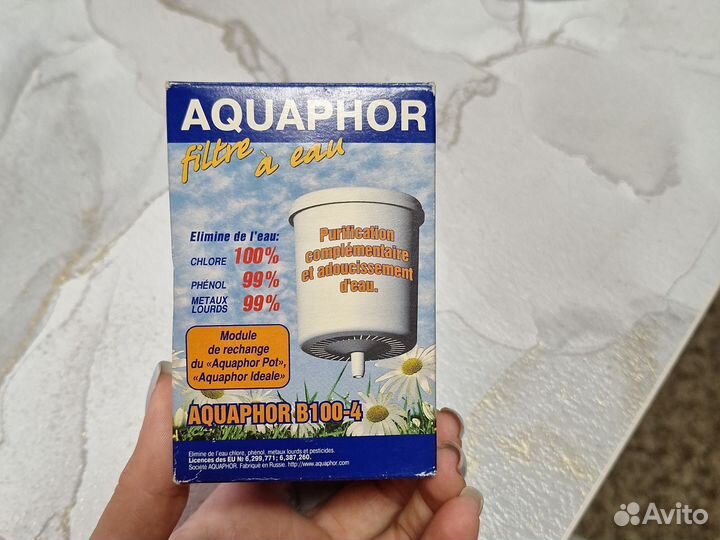 AQUAPHOR
filtre à eau
Elimine de l'eau:
CHLORE 100%
PHÉNOL 99%
METAUX LOURDS 99%
Purification
complémentaire
et adoucissement
d'eau.
Module
de rechange
du «Aquaphor Pot»,
«Aquaphor Ideale»
AQUAPHOR B100-4
Elimine de l'eau chlore, phénol, metaux lourds et pesticides.
Licences des EU № 6,299,771; 6,387,260.
Société AQUAPHOR. Fabriqué en Russie. http://www.aquaphor.com
Avito